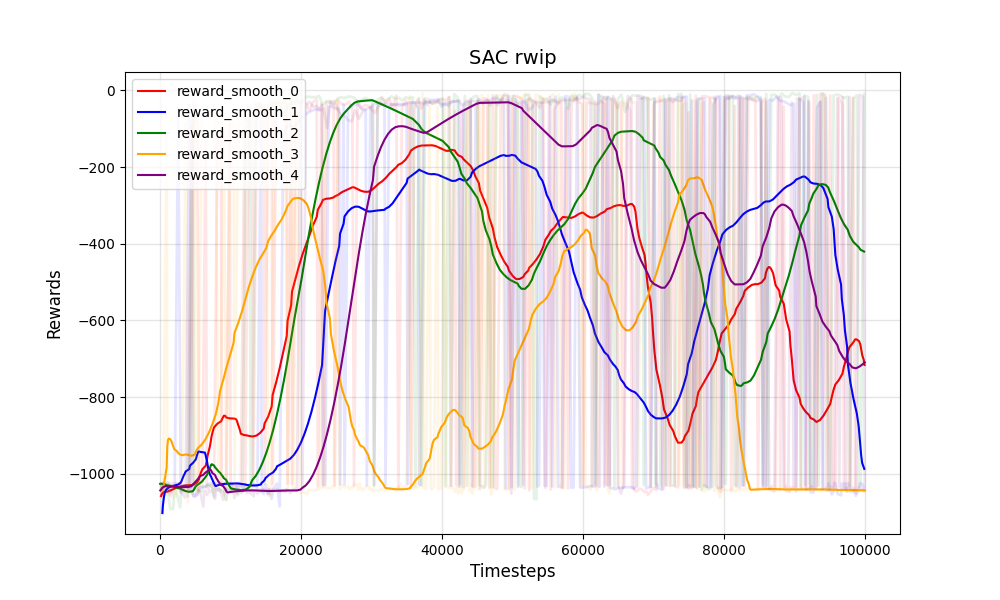 SAC rwip
reward_smooth_0
reward_smooth_1
reward_smooth_2
reward_smooth_3
reward_smooth_4
Rewards
0
−200
−400
−600
−800
−1000
0 20000 40000 60000 80000 100000
Timesteps